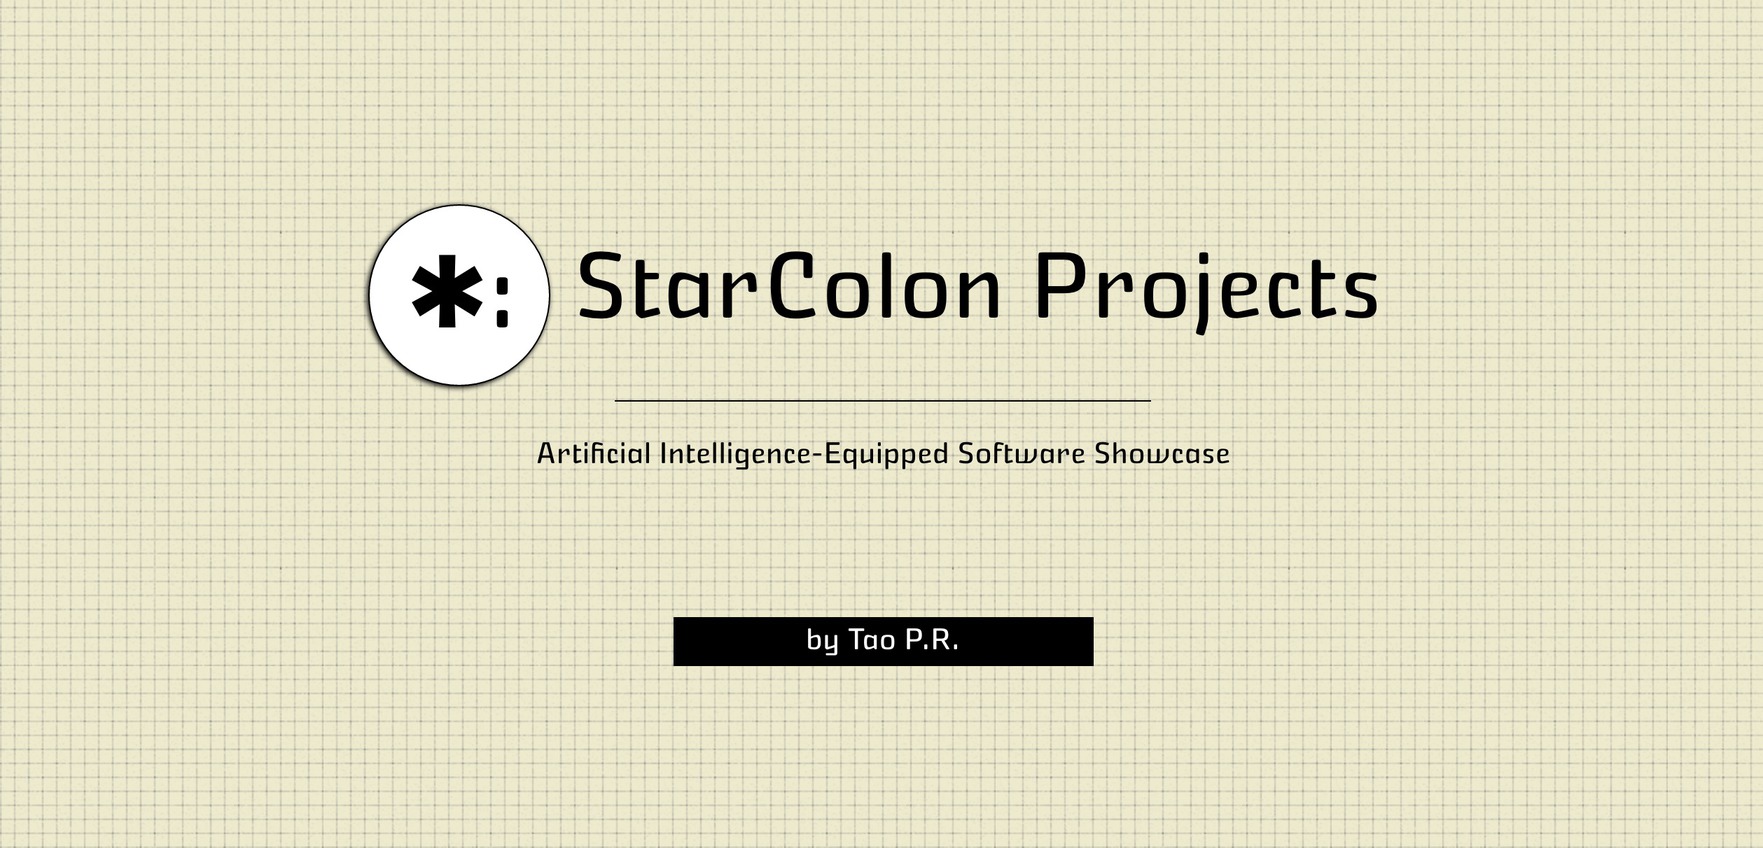 *: StarColon Projects
Artificial Intelligence-Equipped Software Showcase
by Tao P.R.